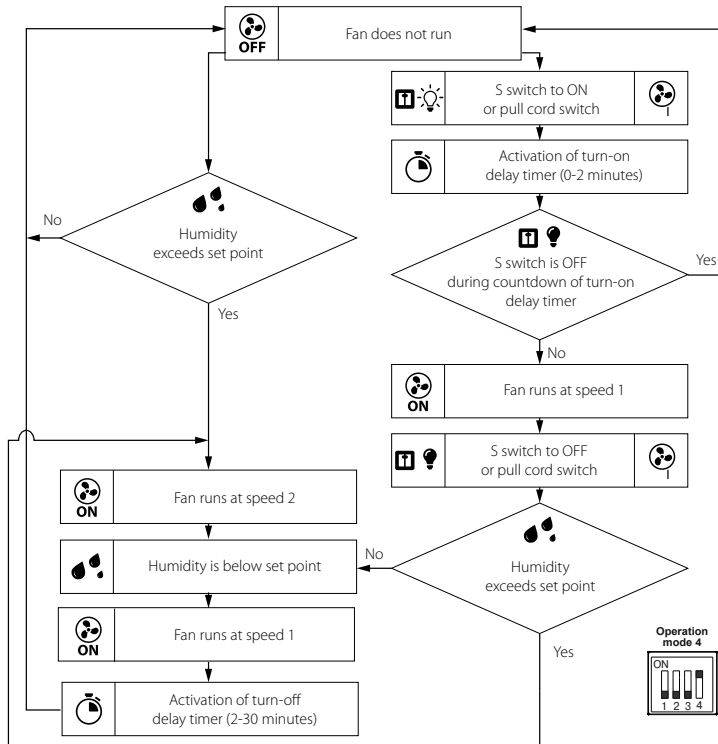 OFF
Fan does not run
S switch to ON
or pull cord switch
I
Activation of turn-on
delay timer (0-2 minutes)
No
Humidity
exceeds set point
S switch is OFF
during countdown of turn-on
delay timer
Yes
Yes
No
ON
Fan runs at speed 1
S switch to OFF
or pull cord switch
I
ON
Fan runs at speed 2
Humidity is below set point
No
Humidity
exceeds set point
ON
Fan runs at speed 1
Yes
Activation of turn-off
delay timer (2-30 minutes)
Operation
mode 4
ON
1 2 3 4